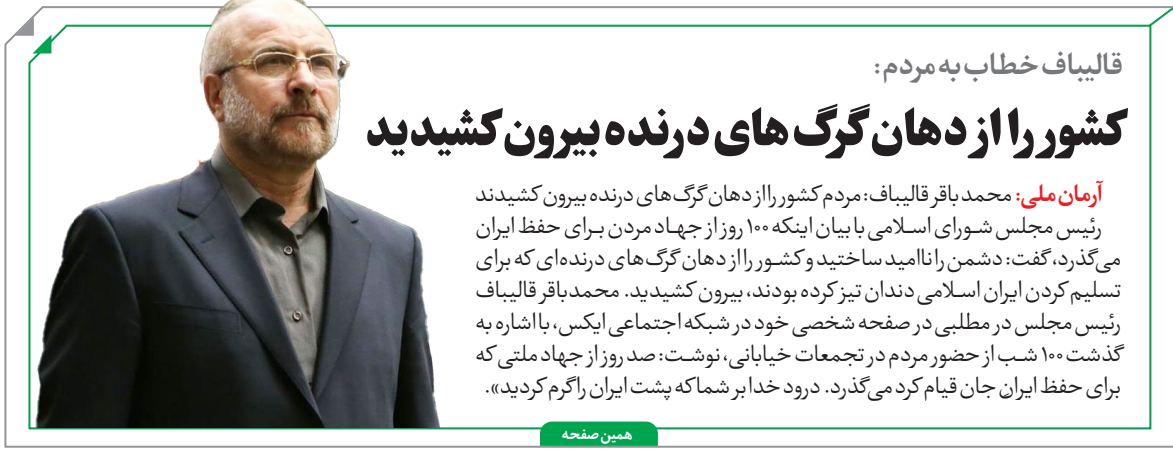 قالیباف خطاب به مردم:
کشور را از دهان گرگ های درنده بیرون کشیدید
آرمان ملی: محمد باقر قالیباف: مردم کشور را از دهان گرگ های درنده بیرون کشیدند
رئیس مجلس شورای اسلامی با بیان اینکه ۱۰۰ روز از جهاد مردن برای حفظ ایران
می‌گذرد، گفت: دشمن را ناامید ساختید و کشور را از دهان گرگ های درنده‌ای که برای
تسلیم کردن ایران اسلامی دندان تیز کرده بودند، بیرون کشیدید. محمدباقر قالیباف
رئیس مجلس در مطلبی در صفحه شخصی خود در شبکه اجتماعی ایکس، با اشاره به
گذشت ۱۰۰ شب از حضور مردم در تجمعات خیابانی، نوشت: صد روز از جهاد ملتی که
برای حفظ ایرانِ جان قیام کرد می‌گذرد. درود خدا بر شما که پشت ایران را گرم کردید».
همین صفحه